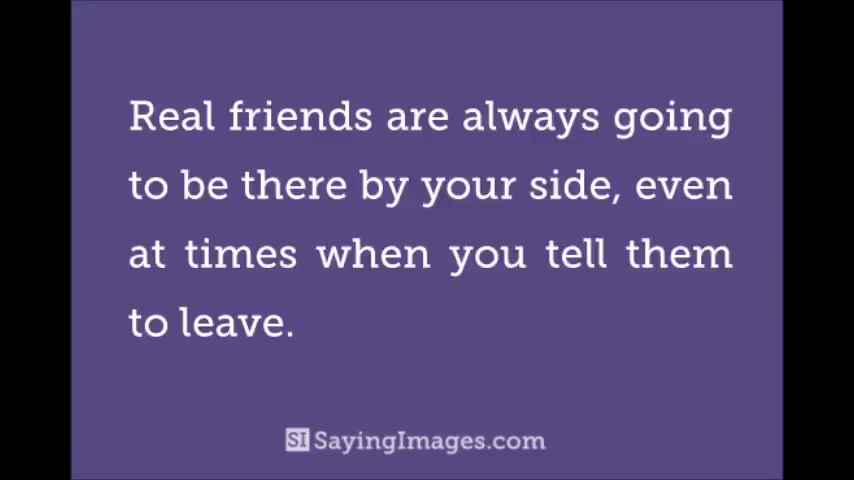 Real friends are always going
to be there by your side, even
at times when you tell them
to leave.
SI SayingImages.com